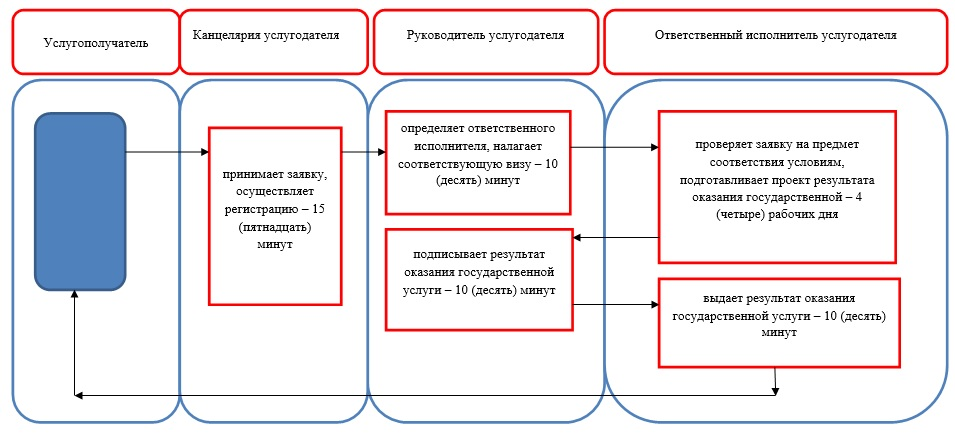 Услугополучатель
Канцелярия услугодателя
Руководитель услугодателя
Ответственный исполнитель услугодателя
принимает заявку,
осуществляет
регистрацию – 15
(пятнадцать)
минут
определяет ответственного
исполнителя, налагает
соответствующую визу – 10
(десять) минут
проверяет заявку на предмет
соответствия условиям,
подготавливает проект результата
оказания государственной – 4
(четыре) рабочих дня
подписывает результат
оказания государственной
услуги – 10 (десять) минут
выдает результат оказания
государственной услуги – 10 (десять)
минут